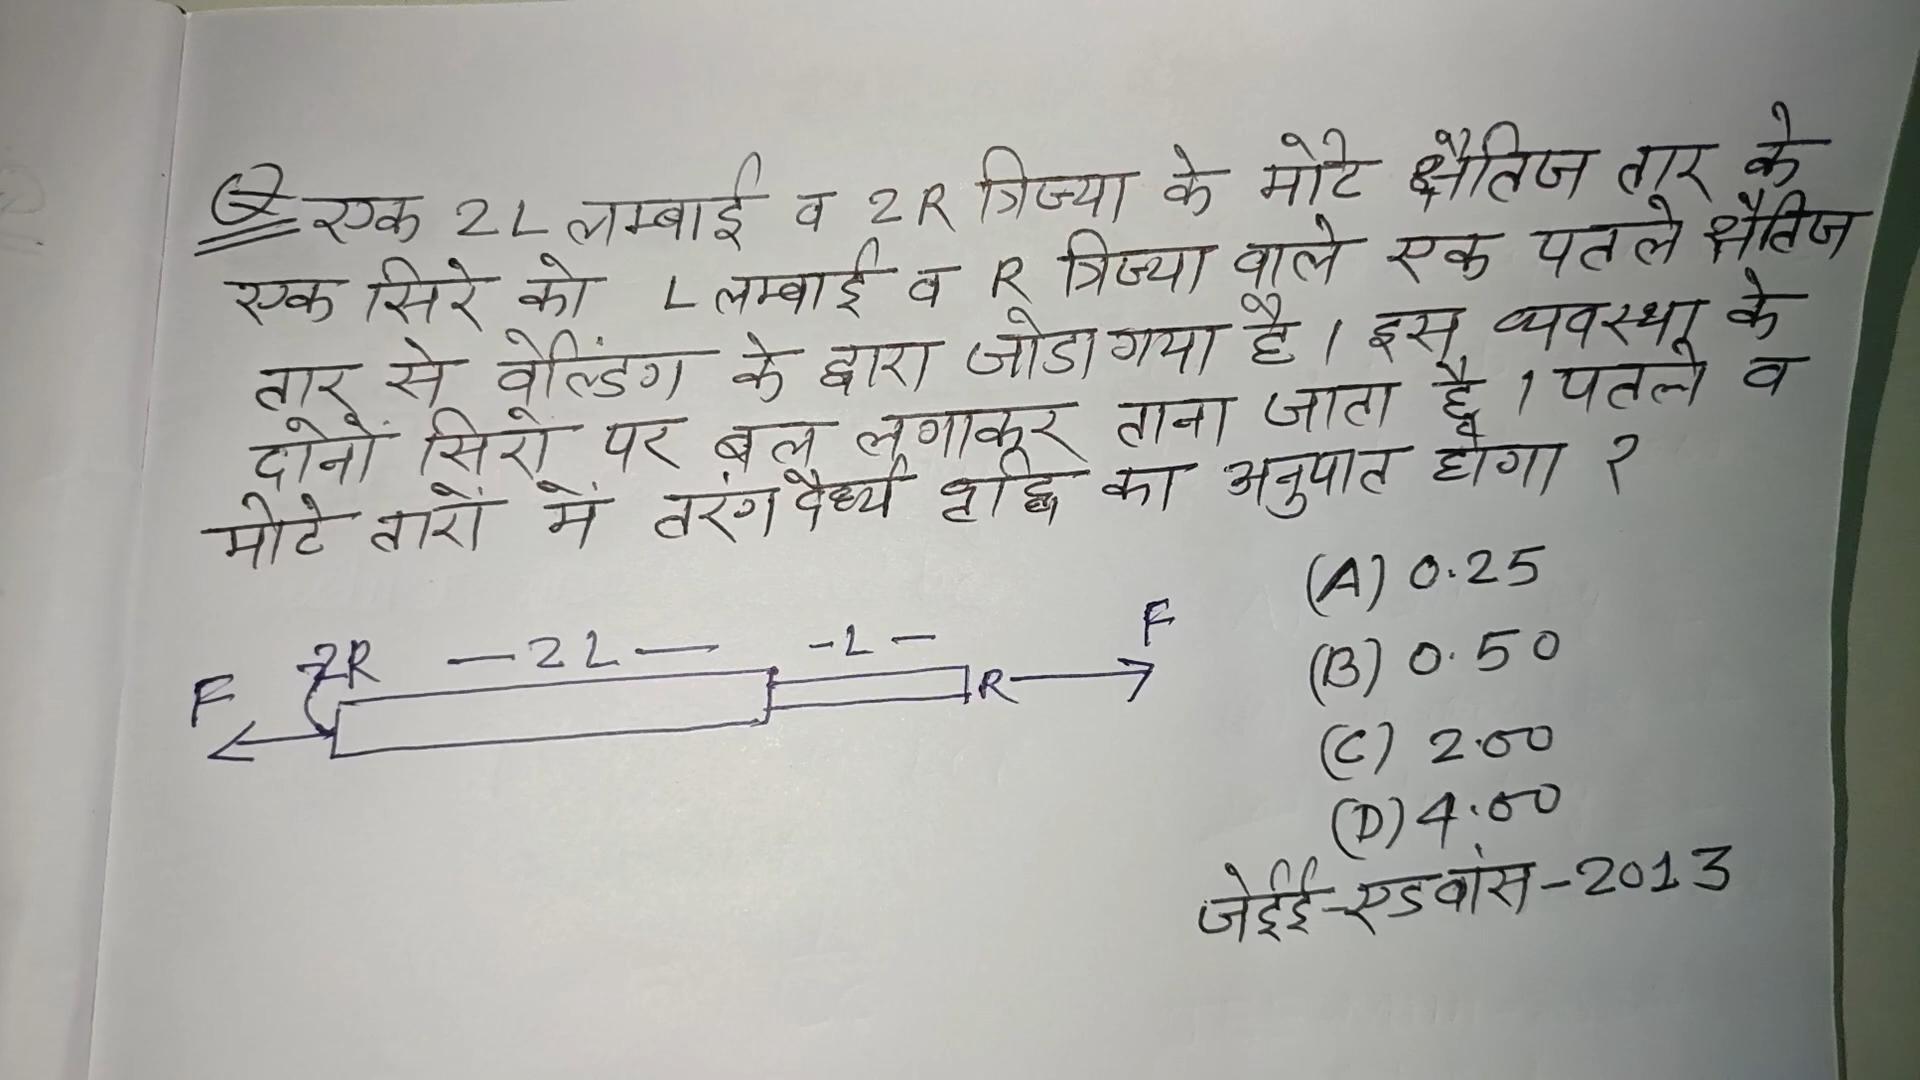 Q एक 2L लम्बाई व 2R त्रिज्या के मोटे क्षैतिज तार के
एक सिरे को L लम्बाई व R त्रिज्या वाले एक पतले क्षैतिज
तार से वेल्डिंग के द्वारा जोडा गया है। इस व्यवस्था के
दोनों सिरों पर बल लगाकर ताना जाता है। पतले व
मोटे तारों में तरंगदैर्ध्य वृद्धि का अनुपात होगा ?
(A) 0.25
(B) 0.50
(C) 2.00
(D) 4.00
जेईई-एडवांस-2013
F 2R —2L— -L- R F